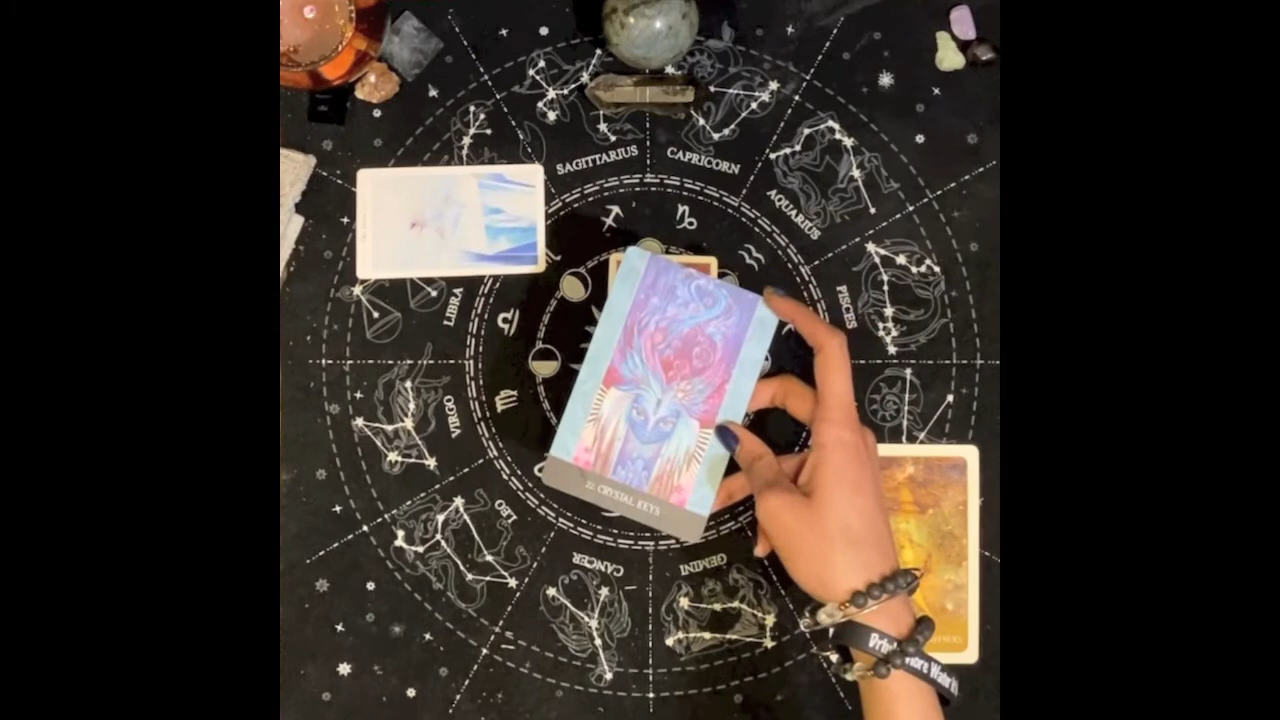 SAGITTARIUS
CAPRICORN
AQUARIUS
LIBRA
PISCES
VIRGO
22. CRYSTAL KEYS
LEO
CANCER
GEMINI